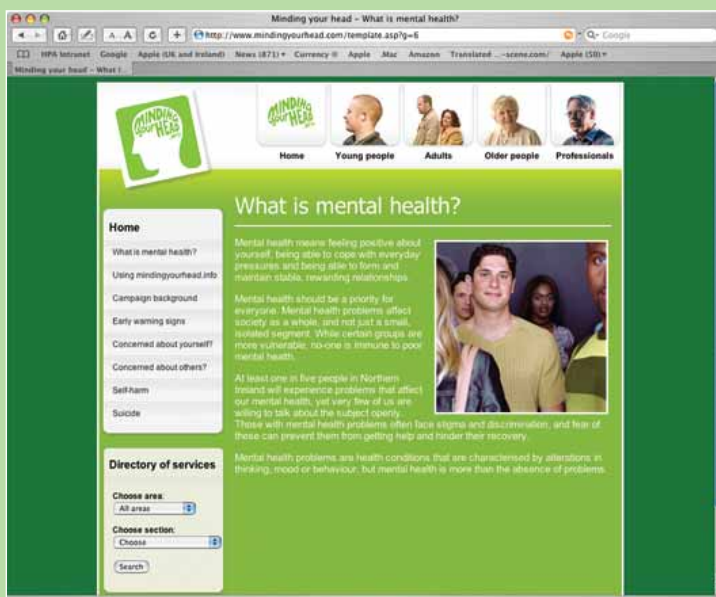 Minding your head - What is mental health?
http://www.mindingyourhead.com/template.asp?g=6
Google
HPA Intranet Google Apple (UK and Ireland) News (871) Currency Apple .Mac Amazon Translated ...-scene.com/ Apple (50)
Minding your head - What i...
MINDING
YOUR HEAD
MINDING
YOUR HEAD
Home Young people Adults Older people Professionals
What is mental health?
Home
What is mental health?
Using mindingyourhead.info
Campaign background
Early warning signs
Concerned about yourself?
Concerned about others?
Self-harm
Suicide
Mental health means feeling positive about
yourself, being able to cope with everyday
pressures and being able to form and
maintain stable, rewarding relationships.
Mental health should be a priority for
everyone. Mental health problems affect
society as a whole, and not just a small,
isolated segment. While certain groups are
more vulnerable, no-one is immune to poor
mental health.
At least one in five people in Northern
Ireland will experience problems that affect
our mental health, yet very few of us are
willing to talk about the subject openly.
Those with mental health problems often face stigma and discrimination, and fear of
these can prevent them from getting help and hinder their recovery.
Mental health problems are health conditions that are characterised by alterations in
thinking, mood or behaviour, but mental health is more than the absence of problems.
Directory of services
Choose area:
All areas
Choose section:
Choose
Search